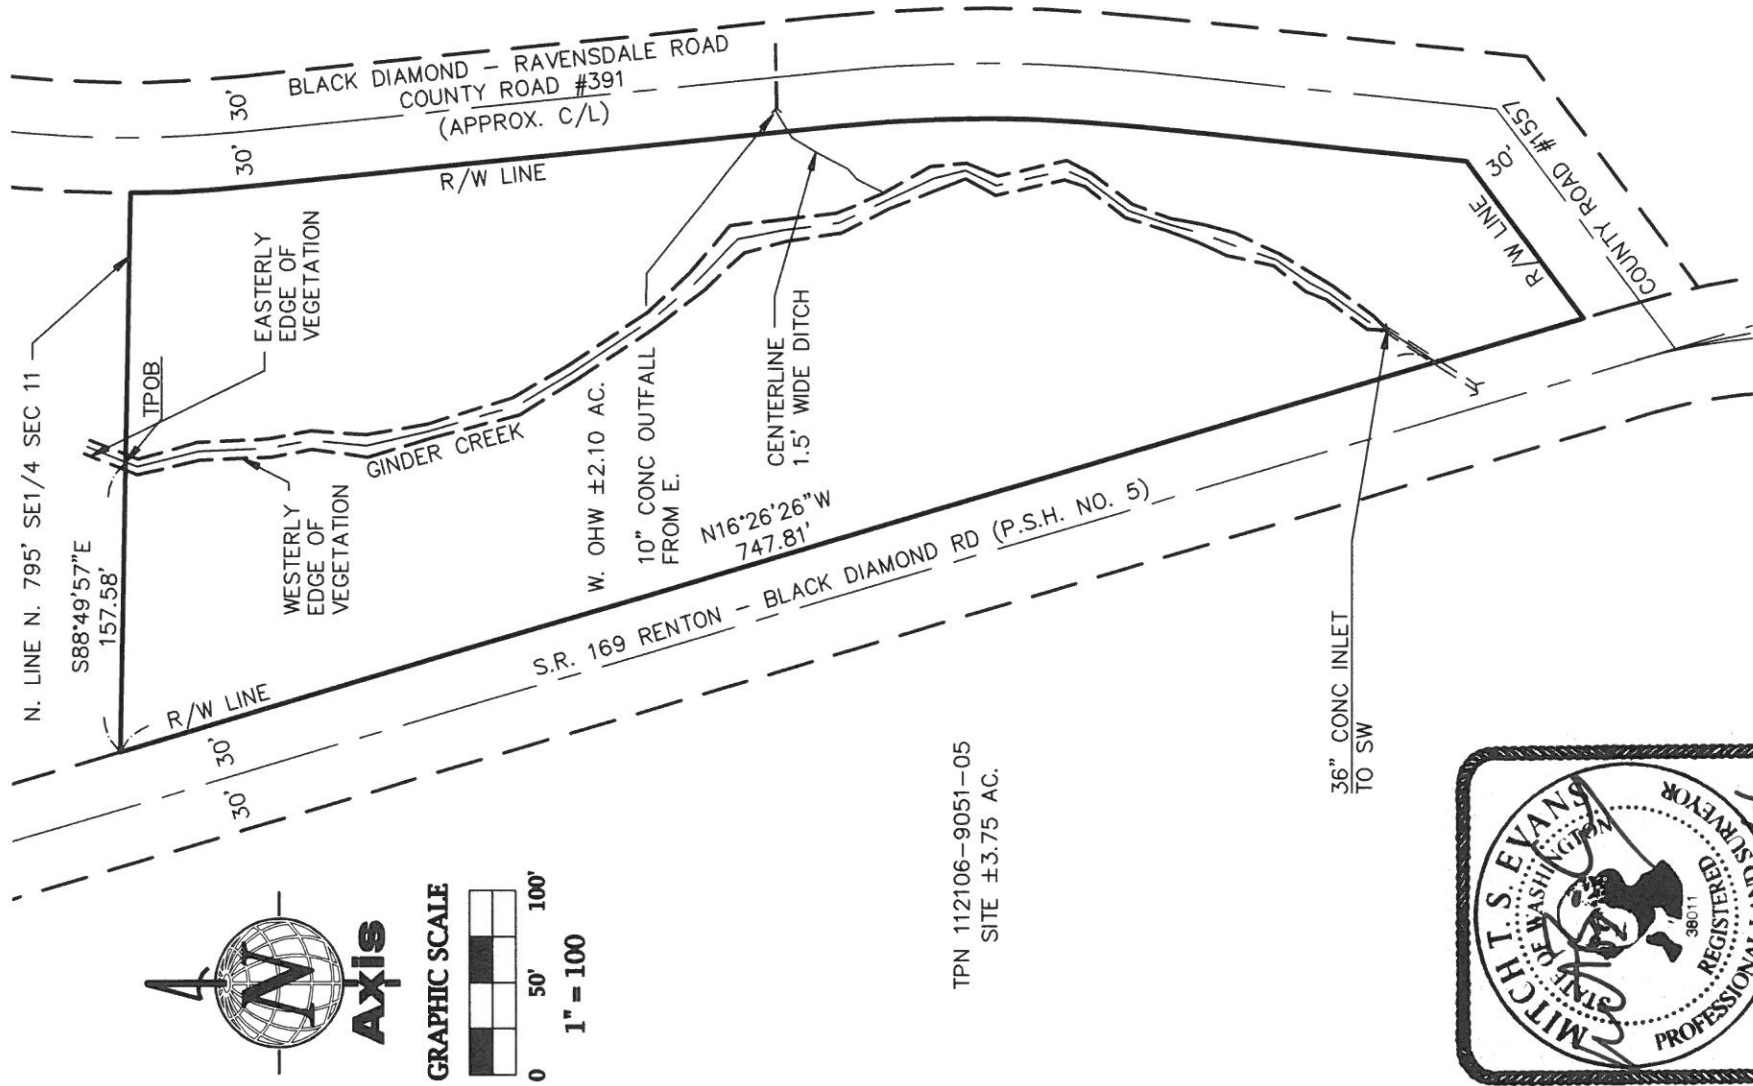 N. LINE N. 795' SE1/4 SEC 11
S88°49'57"E
157.58'
TPOB
EASTERLY
EDGE OF
VEGETATION
WESTERLY
EDGE OF
VEGETATION
30'
30'
BLACK DIAMOND - RAVENSDALE ROAD
COUNTY ROAD #391
(APPROX. C/L)
R/W LINE
GINDER CREEK
W. OHW ±2.10 AC.
10" CONC OUTFALL
FROM E.
CENTERLINE
1.5' WIDE DITCH
N16°26'26"W
747.81'
R/W LINE
30'
30'
S.R. 169 RENTON - BLACK DIAMOND RD (P.S.H. NO. 5)
R/W LINE
30'
COUNTY ROAD #1557
36" CONC INLET
TO SW
N
Axis
GRAPHIC SCALE
0 50' 100'
1" = 100
TPN 112106-9051-05
SITE ±3.75 AC.
MITCH T. S. EVANS
STATE OF WASHINGTON
38011
REGISTERED
PROFESSIONAL LAND SURVEYOR